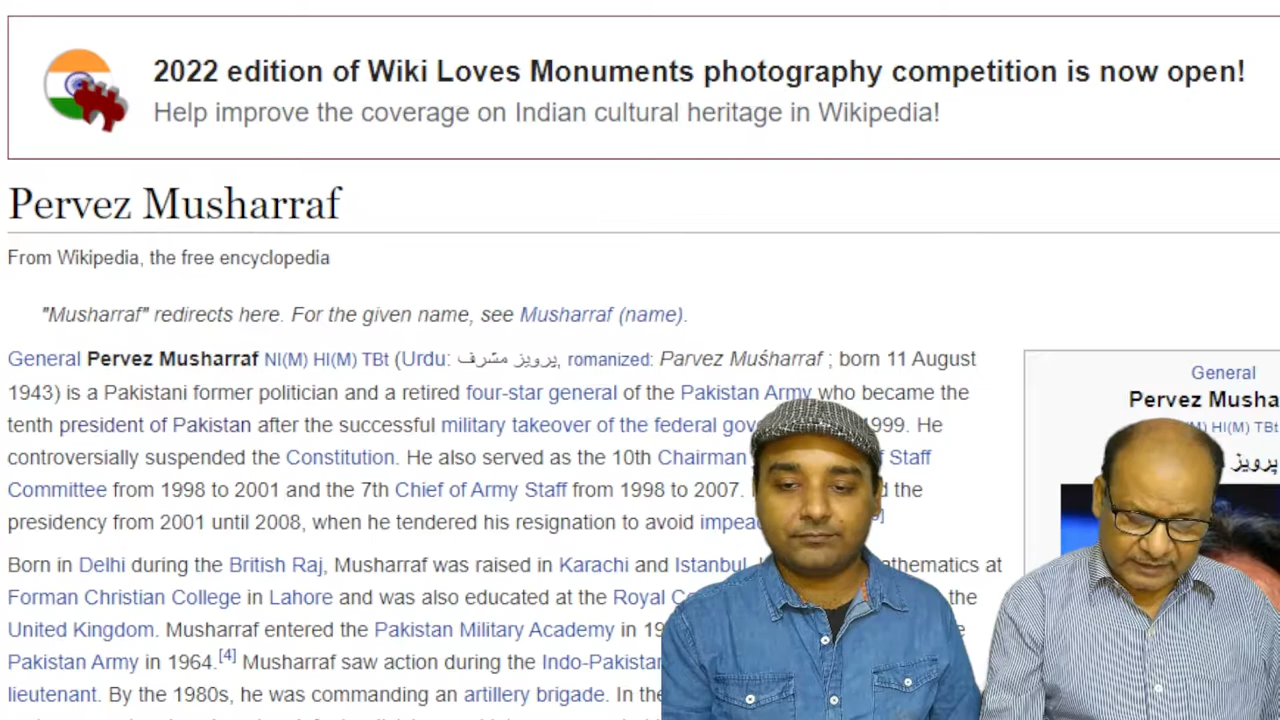 2022 edition of Wiki Loves Monuments photography competition is now open!
Help improve the coverage on Indian cultural heritage in Wikipedia!
Pervez Musharraf
From Wikipedia, the free encyclopedia
"Musharraf" redirects here. For the given name, see Musharraf (name).
General Pervez Musharraf NI(M) HI(M) TBt (Urdu: پرویز مشرف, romanized: Parvez Muśharraf ; born 11 August
1943) is a Pakistani former politician and a retired four-star general of the Pakistan Army who became the
tenth president of Pakistan after the successful military takeover of the federal 1999. He
controversially suspended the Constitution. He also served as the 10th Chairman Staff
Committee from 1998 to 2001 and the 7th Chief of Army Staff from 1998 to 2007. the
presidency from 2001 until 2008, when he tendered his resignation to avoid
Born in Delhi during the British Raj, Musharraf was raised in Karachi and Istanbul. at
Forman Christian College in Lahore and was also educated at the Royal the
United Kingdom. Musharraf entered the Pakistan Military Academy in
Pakistan Army in 1964.[4] Musharraf saw action during the
lieutenant. By the 1980s, he was commanding an artillery brigade. In the
General
Pervez
HI(M) TBt
پرویز